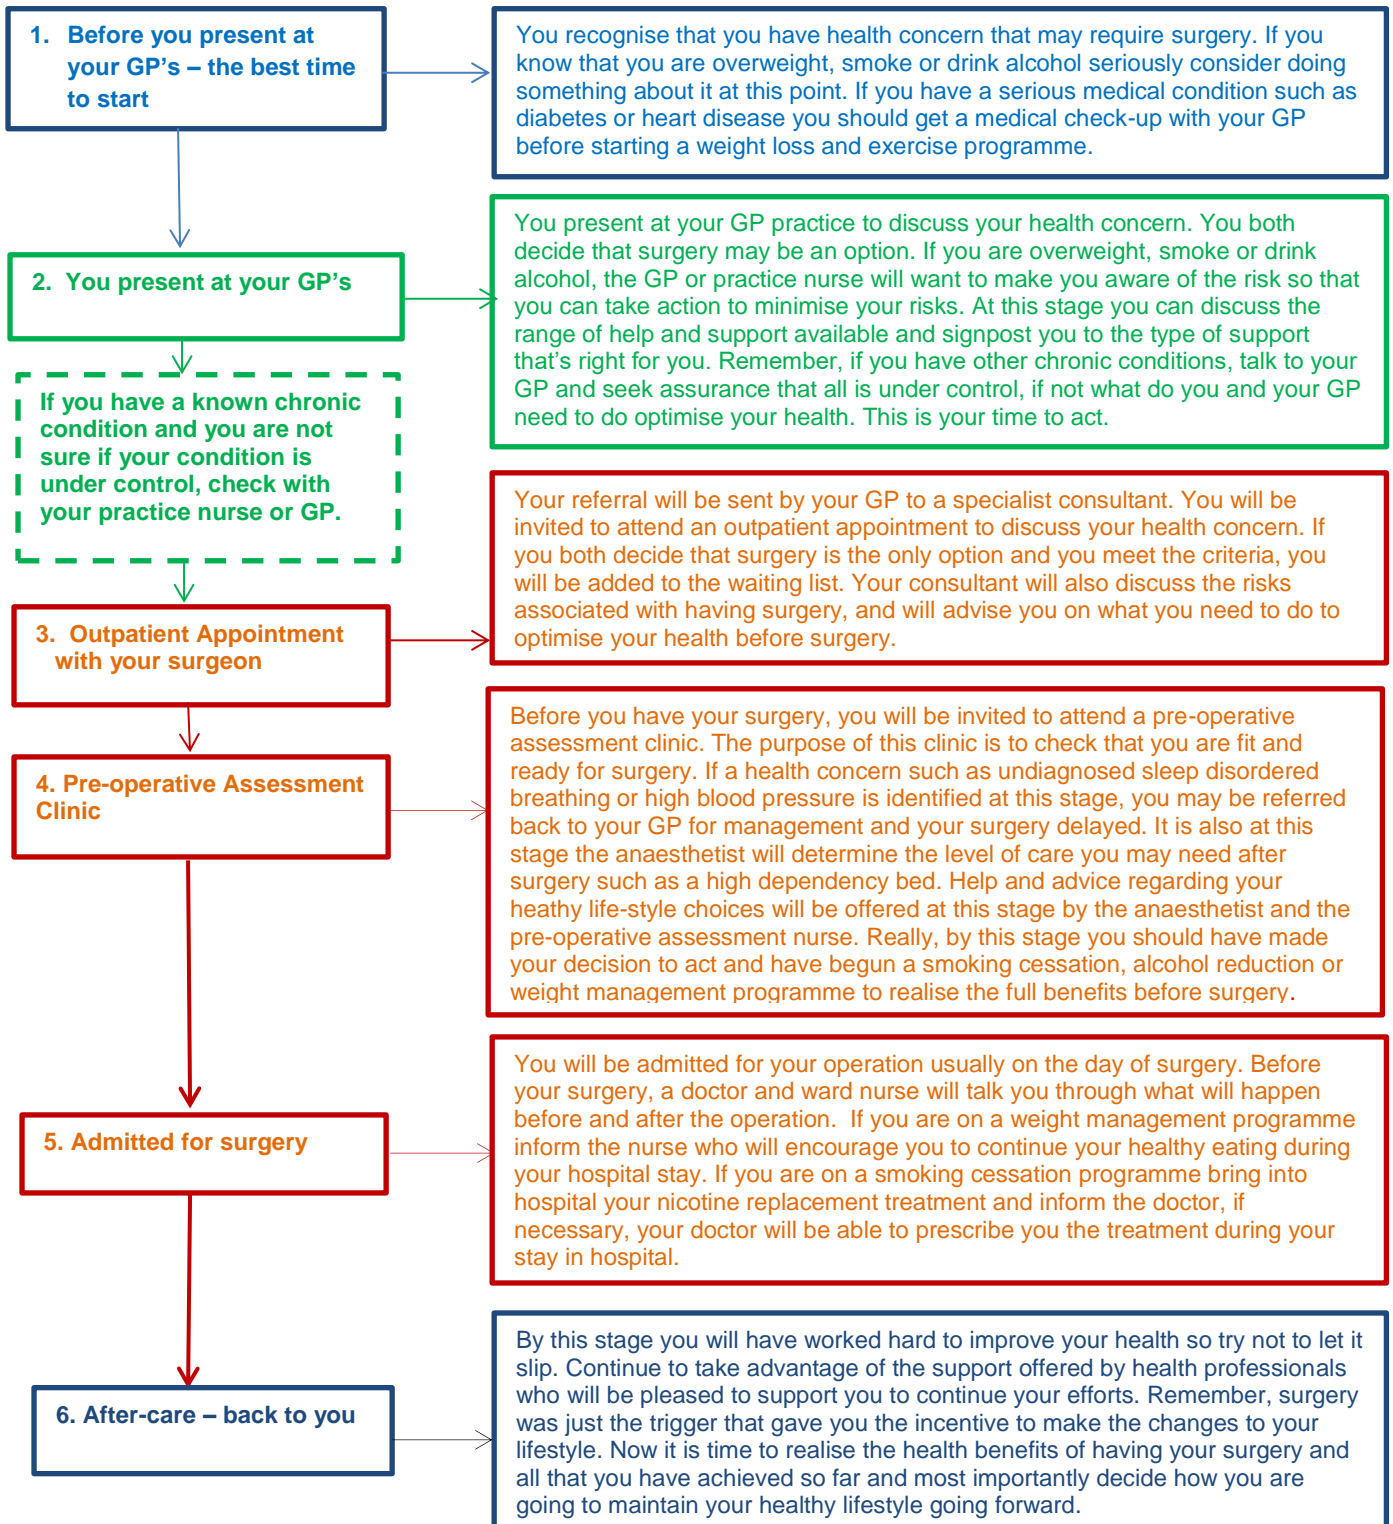 1. Before you present at
your GP's – the best time
to start
You recognise that you have health concern that may require surgery. If you
know that you are overweight, smoke or drink alcohol seriously consider doing
something about it at this point. If you have a serious medical condition such as
diabetes or heart disease you should get a medical check-up with your GP
before starting a weight loss and exercise programme.
2. You present at your GP's
You present at your GP practice to discuss your health concern. You both
decide that surgery may be an option. If you are overweight, smoke or drink
alcohol, the GP or practice nurse will want to make you aware of the risk so that
you can take action to minimise your risks. At this stage you can discuss the
range of help and support available and signpost you to the type of support
that's right for you. Remember, if you have other chronic conditions, talk to your
GP and seek assurance that all is under control, if not what do you and your GP
need to do optimise your health. This is your time to act.
If you have a known chronic
condition and you are not
sure if your condition is
under control, check with
your practice nurse or GP.
3. Outpatient Appointment
with your surgeon
Your referral will be sent by your GP to a specialist consultant. You will be
invited to attend an outpatient appointment to discuss your health concern. If
you both decide that surgery is the only option and you meet the criteria, you
will be added to the waiting list. Your consultant will also discuss the risks
associated with having surgery, and will advise you on what you need to do to
optimise your health before surgery.
4. Pre-operative Assessment
Clinic
Before you have your surgery, you will be invited to attend a pre-operative
assessment clinic. The purpose of this clinic is to check that you are fit and
ready for surgery. If a health concern such as undiagnosed sleep disordered
breathing or high blood pressure is identified at this stage, you may be referred
back to your GP for management and your surgery delayed. It is also at this
stage the anaesthetist will determine the level of care you may need after
surgery such as a high dependency bed. Help and advice regarding your
heathy life-style choices will be offered at this stage by the anaesthetist and the
pre-operative assessment nurse. Really, by this stage you should have made
your decision to act and have begun a smoking cessation, alcohol reduction or
weight management programme to realise the full benefits before surgery.
5. Admitted for surgery
You will be admitted for your operation usually on the day of surgery. Before
your surgery, a doctor and ward nurse will talk you through what will happen
before and after the operation. If you are on a weight management programme
inform the nurse who will encourage you to continue your healthy eating during
your hospital stay. If you are on a smoking cessation programme bring into
hospital your nicotine replacement treatment and inform the doctor, if
necessary, your doctor will be able to prescribe you the treatment during your
stay in hospital.
6. After-care – back to you
By this stage you will have worked hard to improve your health so try not to let it
slip. Continue to take advantage of the support offered by health professionals
who will be pleased to support you to continue your efforts. Remember, surgery
was just the trigger that gave you the incentive to make the changes to your
lifestyle. Now it is time to realise the health benefits of having your surgery and
all that you have achieved so far and most importantly decide how you are
going to maintain your healthy lifestyle going forward.